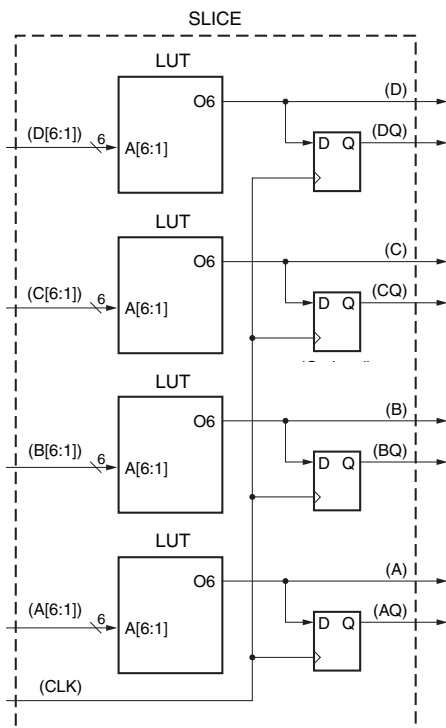 SLICE
LUT
O6
(D)
(D[6:1])
6
A[6:1]
D Q
(DQ)
LUT
O6
(C)
(C[6:1])
6
A[6:1]
D Q
(CQ)
LUT
O6
(B)
(B[6:1])
6
A[6:1]
D Q
(BQ)
LUT
O6
(A)
(A[6:1])
6
A[6:1]
D Q
(AQ)
(CLK)